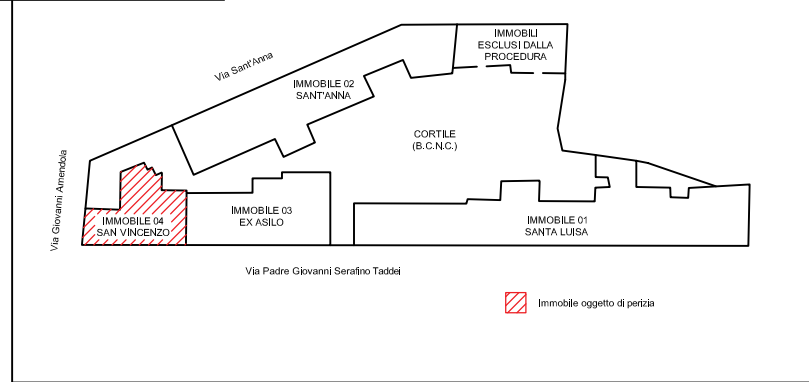 IMMOBILI
ESCLUSI DALLA
PROCEDURA
Via Sant'Anna
IMMOBILE 02
SANT'ANNA
CORTILE
(B.C.N.C.)
Via Giovanni Amendola
IMMOBILE 04
SAN VINCENZO
IMMOBILE 03
EX ASILO
IMMOBILE 01
SANTA LUISA
Via Padre Giovanni Serafino Taddei
Immobile oggetto di perizia